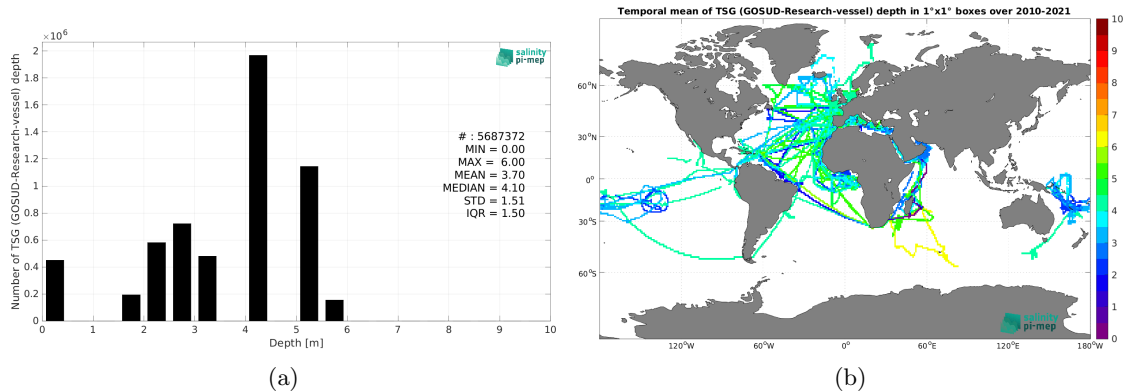 ×10⁶
2
1.8
1.6
1.4
1.2
1
0.8
0.6
0.4
0.2
0
Number of TSG (GOSUD-Research-vessel) depth
salinity
pi-mep
# : 5687372
MIN = 0.00
MAX = 6.00
MEAN = 3.70
MEDIAN = 4.10
STD = 1.51
IQR = 1.50
0 1 2 3 4 5 6 7 8 9 10
Depth [m]
(a)
Temporal mean of TSG (GOSUD-Research-vessel) depth in 1°x1° boxes over 2010-2021
60°N
30°N
0°
30°S
60°S
120°W 60°W 0° 60°E 120°E 180°W
salinity
pi-mep
10
9
8
7
6
5
4
3
2
1
0
(b)